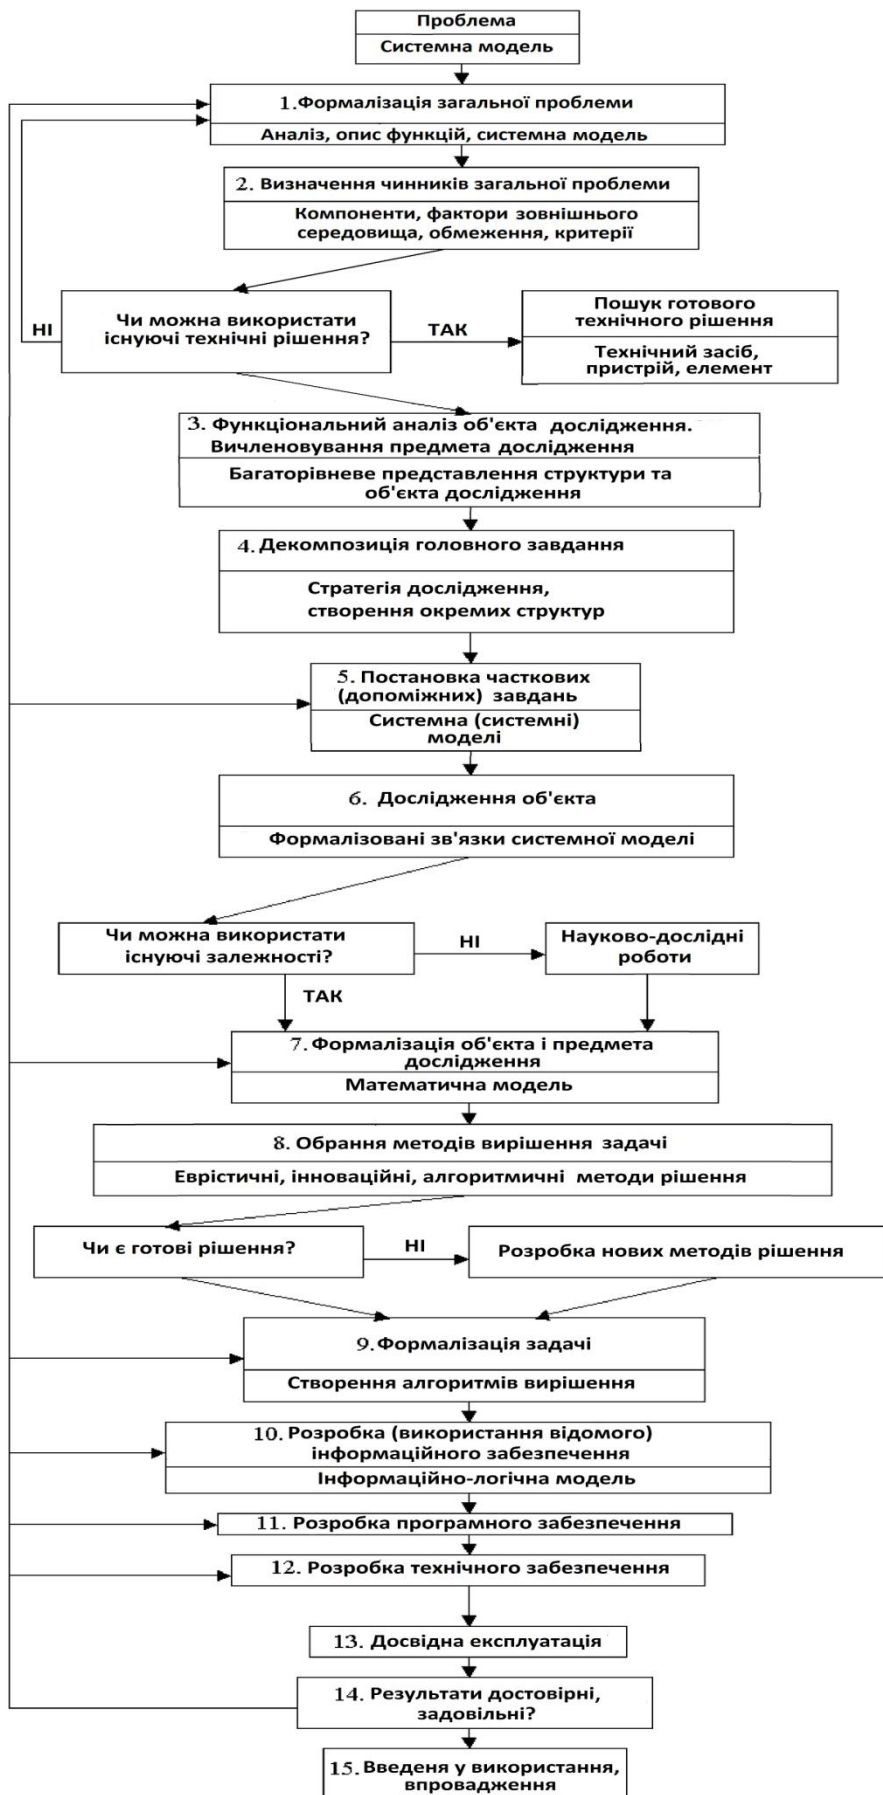 Проблема
Системна модель
1.Формалізація загальної проблеми
Аналіз, опис функцій, системна модель
2. Визначення чинників загальної проблеми
Компоненти, фактори зовнішнього
середовища, обмеження, критерії
НІ
Чи можна використати
існуючі технічні рішення?
ТАК
Пошук готового
технічного рішення
Технічний засіб,
пристрій, елемент
3. Функціональний аналіз об'єкта дослідження.
Вичленовування предмета дослідження
Багаторівневе представлення структури та
об'єкта дослідження
4. Декомпозиція головного завдання
Стратегія дослідження,
створення окремих структур
5. Постановка часткових
(допоміжних) завдань
Системна (системні)
моделі
6. Дослідження об'єкта
Формалізовані зв'язки системної моделі
Чи можна використати
існуючі залежності?
НІ
Науково-дослідні
роботи
ТАК
7. Формалізація об'єкта і предмета
дослідження
Математична модель
8. Обрання методів вирішення задачі
Еврістичні, інноваційні, алгоритмичні методи рішення
Чи є готові рішення?
НІ
Розробка нових методів рішення
9. Формалізація задачі
Створення алгоритмів вирішення
10. Розробка (використання відомого)
інформаційного забезпечення
Інформаційно-логічна модель
11. Розробка програмного забезпечення
12. Розробка технічного забезпечення
13. Досвідна експлуатація
14. Результати достовірні,
задовільні?
15. Введеня у використання,
впровадження